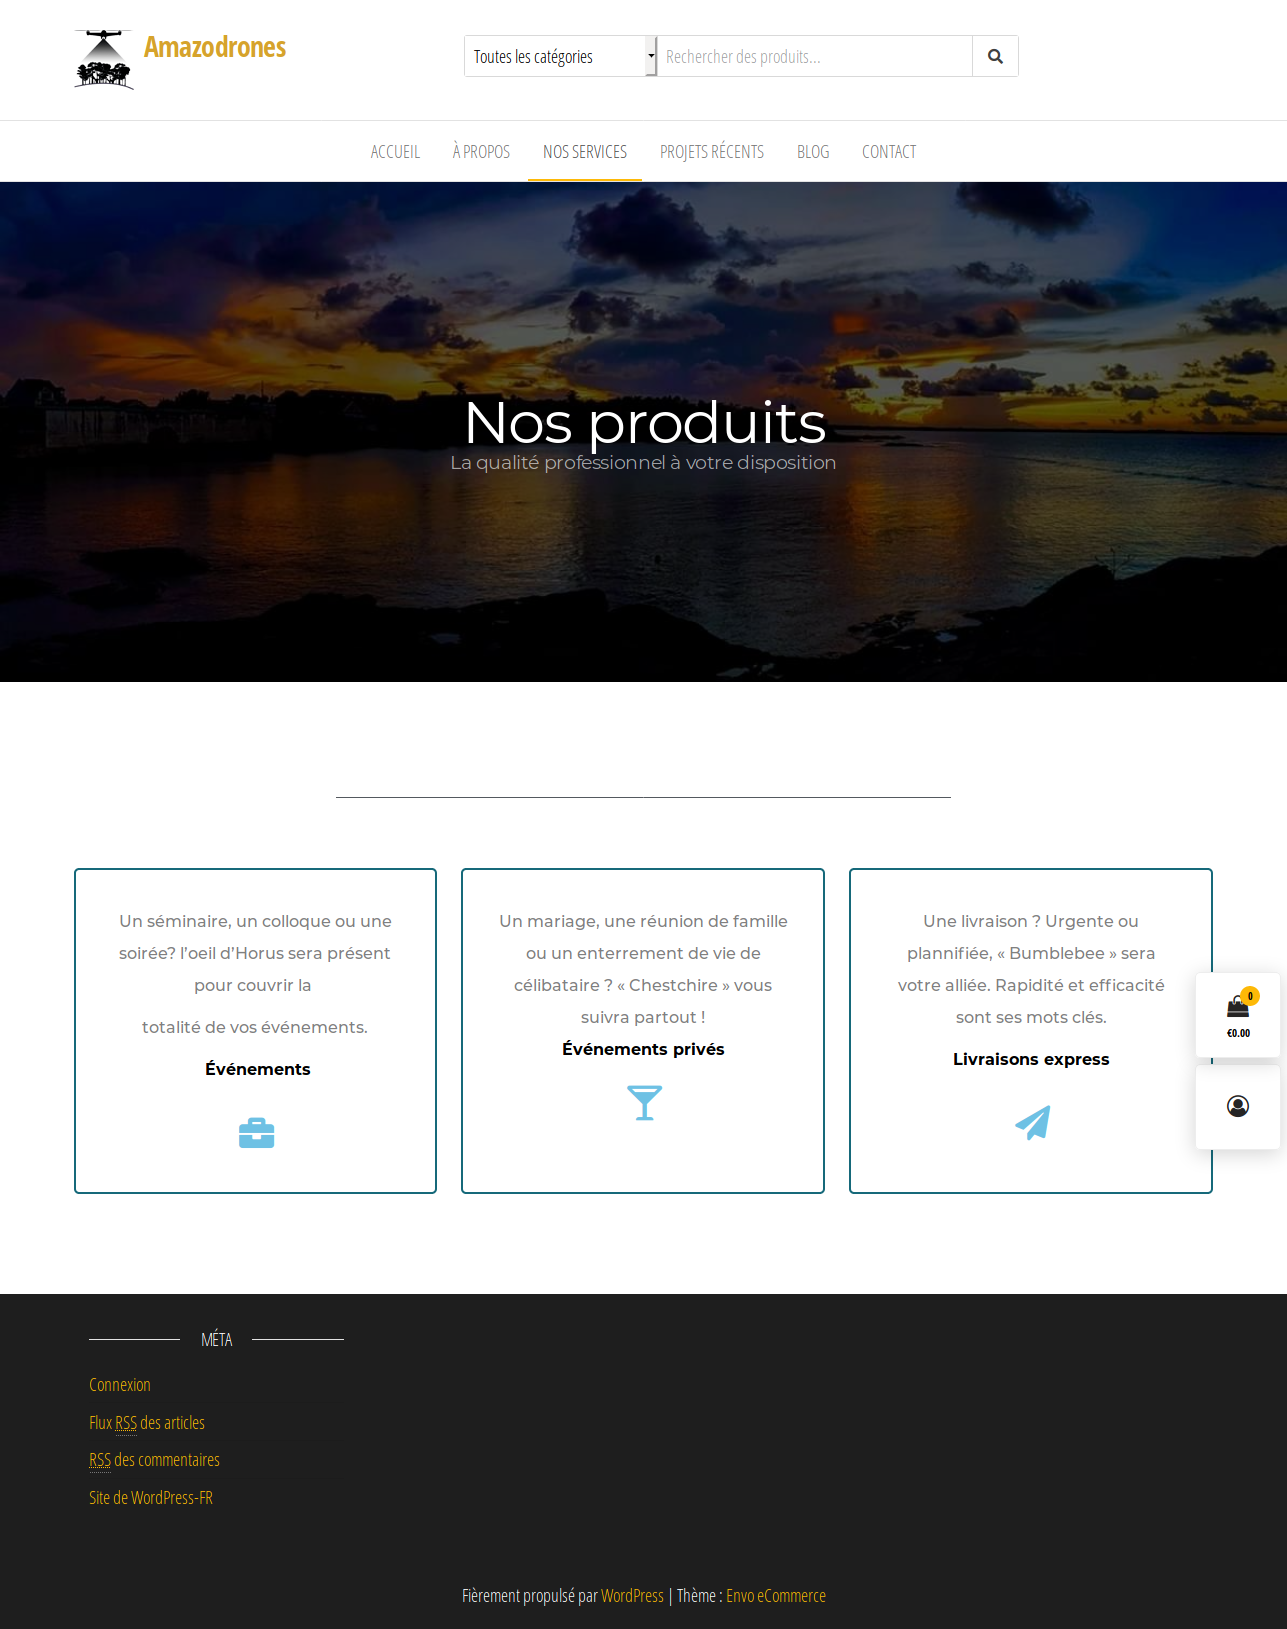 Amazodrones
Toutes les catégories
Rechercher des produits...
ACCUEIL À PROPOS NOS SERVICES PROJETS RÉCENTS BLOG CONTACT
Nos produits
La qualité professionnel à votre disposition
Un séminaire, un colloque ou une
soirée? l’oeil d’Horus sera présent
pour couvrir la
totalité de vos événements.
Événements
Un mariage, une réunion de famille
ou un enterrement de vie de
célibataire ? « Chestchire » vous
suivra partout !
Événements privés
Une livraison ? Urgente ou
plannifiée, « Bumblebee » sera
votre alliée. Rapidité et efficacité
sont ses mots clés.
Livraisons express
0
€0.00
MÉTA
Connexion
Flux RSS des articles
RSS des commentaires
Site de WordPress-FR
Fièrement propulsé par WordPress | Thème : Envo eCommerce